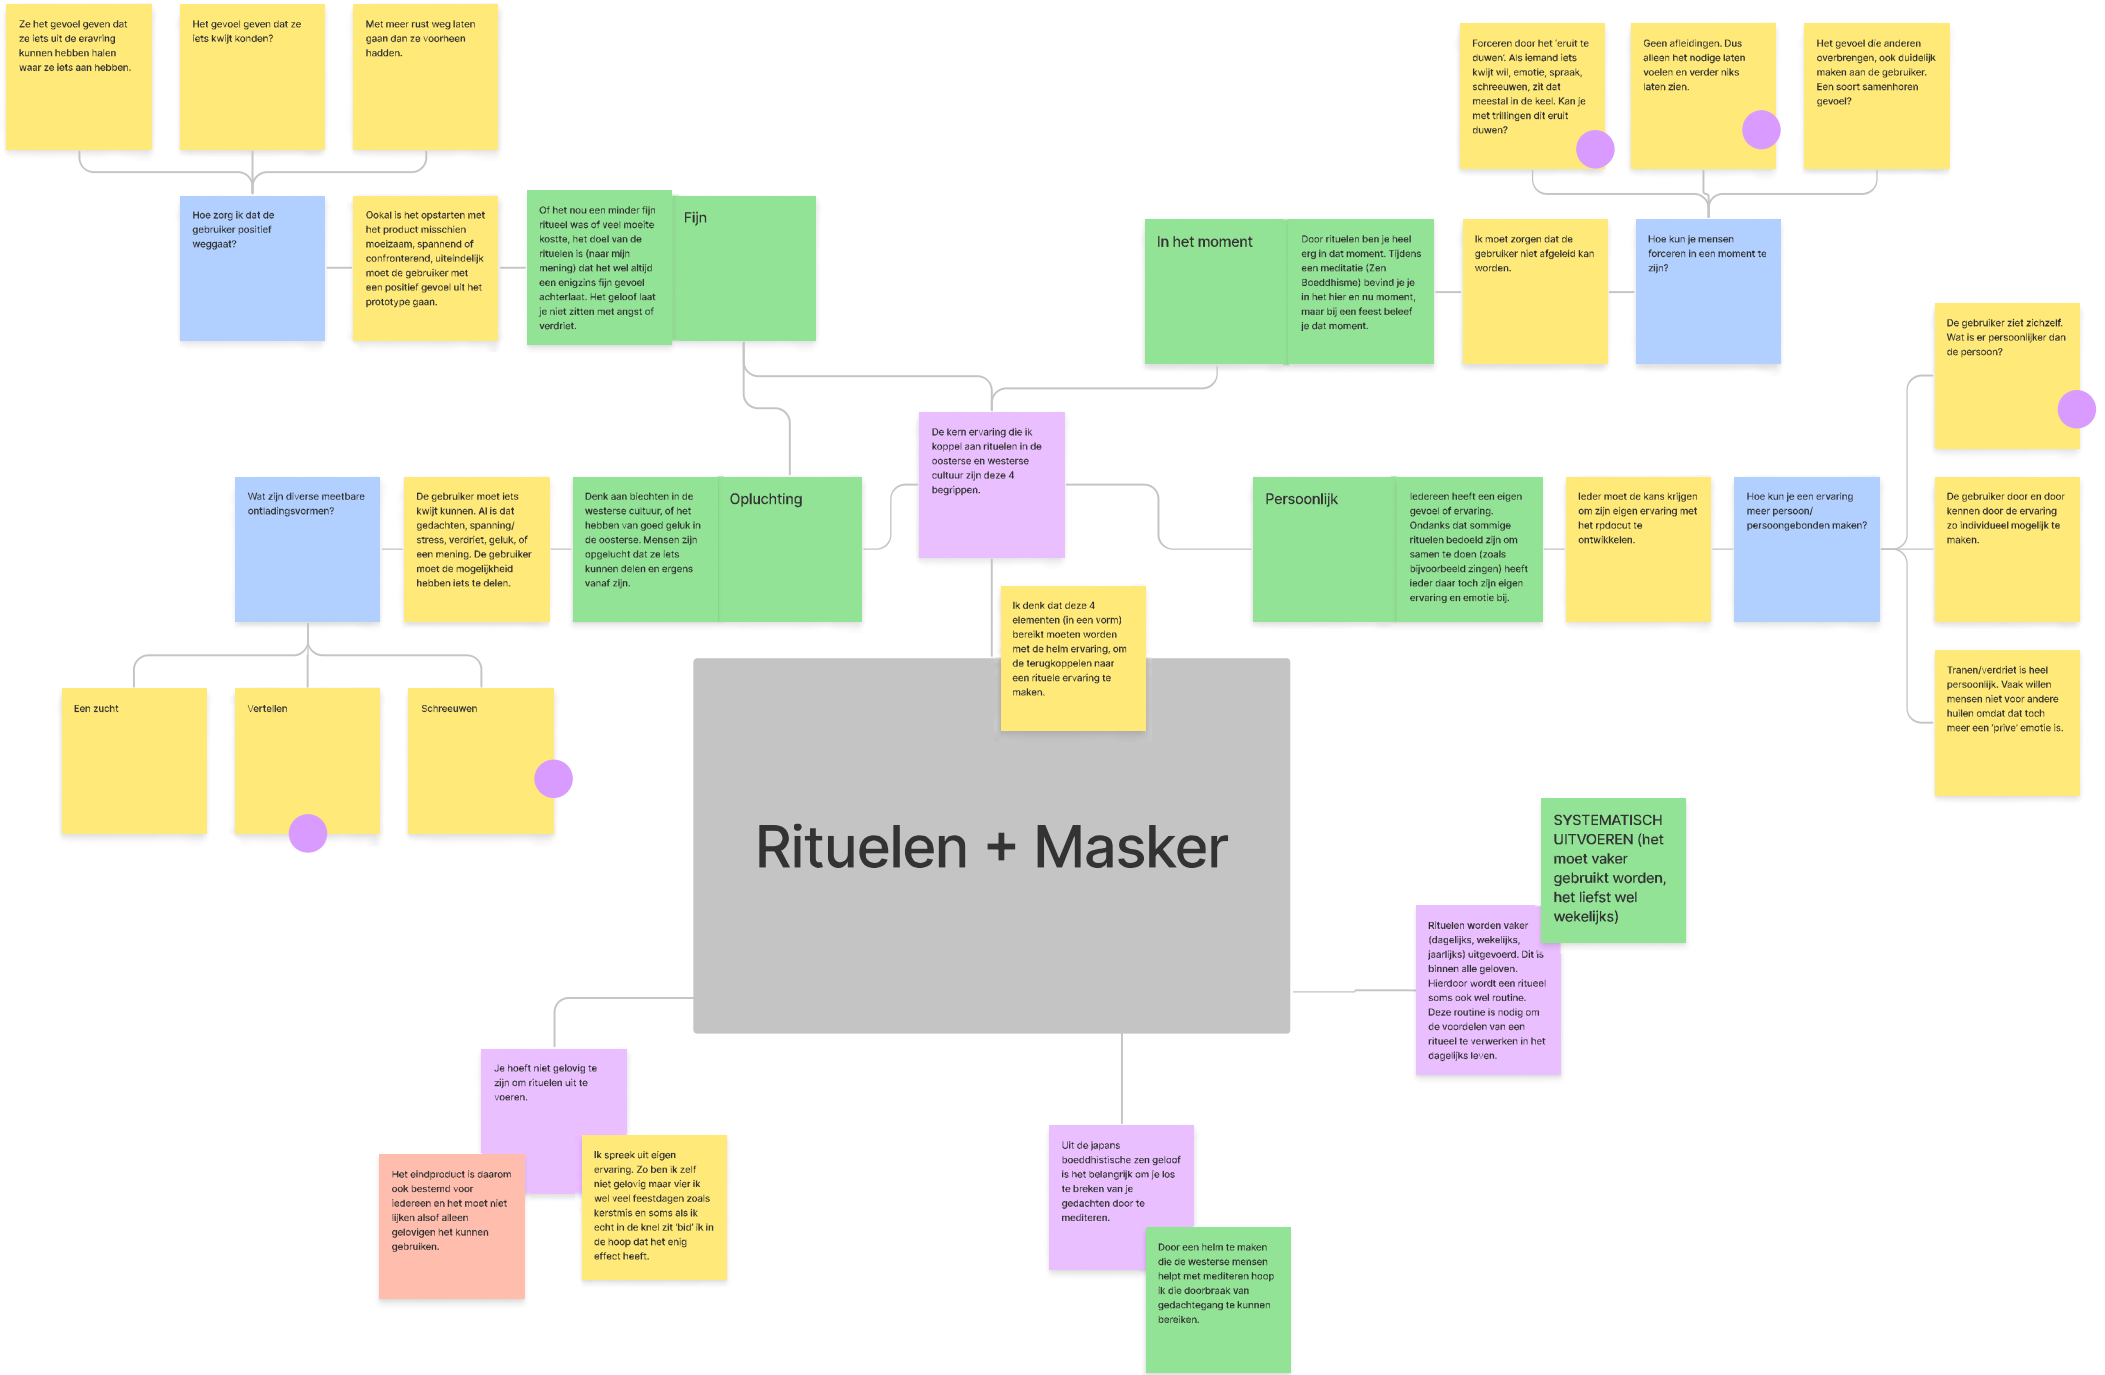 Ze het gevoel geven dat
ze iets uit de eravring
kunnen hebben halen
waar ze iets aan hebben.
Het gevoel geven dat ze
iets kwijt konden?
Met meer rust weg laten
gaan dan ze voorheen
hadden.
Forceren door het 'eruit te
duwen'. Als iemand iets
kwijt wil, emotie, spraak,
schreeuwen, zit dat
meestal in de keel. Kan je
met trillingen dit eruit
duwen?
Geen afleidingen. Dus
alleen het nodige laten
voelen en verder niks
laten zien.
Het gevoel die anderen
overbrengen, ook duidelijk
maken aan de gebruiker.
Een soort samenhoren
gevoel?
Hoe zorg ik dat de
gebruiker positief
weggaat?
Ookal is het opstarten met
het product misschien
moeizaam, spannend of
confronterend, uiteindelijk
moet de gebruiker met
een positief gevoel uit het
prototype gaan.
Of het nou een minder fijn
ritueel was of veel moeite
kostte, het doel van de
rituelen is (naar mijn
mening) dat het wel altijd
een enigzins fijn gevoel
achterlaat. Het geloof laat
je niet zitten met angst of
verdriet.
Fijn
In het moment
Door rituelen ben je heel
erg in dat moment. Tijdens
een meditatie (Zen
Boeddhisme) bevind je je
in het hier en nu moment,
maar bij een feest beleef
je dat moment.
Ik moet zorgen dat de
gebruiker niet afgeleid kan
worden.
Hoe kun je mensen
forceren in een moment te
zijn?
De gebruiker ziet zichzelf.
Wat is er persoonlijker dan
de persoon?
De kern ervaring die ik
koppel aan rituelen in de
oosterse en westerse
cultuur zijn deze 4
begrippen.
Wat zijn diverse meetbare
ontladingsvormen?
De gebruiker moet iets
kwijt kunnen. Al is dat
gedachten, spanning/
stress, verdriet, geluk, of
een mening. De gebruiker
moet de mogelijkheid
hebben iets te delen.
Denk aan biechten in de
westerse cultuur, of het
hebben van goed geluk in
de oosterse. Mensen zijn
opgelucht dat ze iets
kunnen delen en ergens
vanaf zijn.
Opluchting
Persoonlijk
Iedereen heeft een eigen
gevoel of ervaring.
Ondanks dat sommige
rituelen bedoeld zijn om
samen te doen (zoals
bijvoorbeeld zingen) heeft
ieder daar toch zijn eigen
ervaring en emotie bij.
Ieder moet de kans krijgen
om zijn eigen ervaring met
het rpdocut te
ontwikkelen.
Hoe kun je een ervaring
meer persoon/
persoongebonden maken?
De gebruiker door en door
kennen door de ervaring
zo individueel mogelijk te
maken.
Ik denk dat deze 4
elementen (in een vorm)
bereikt moeten worden
met de helm ervaring, om
de terugkoppelen naar
een rituele ervaring te
maken.
Tranen/verdriet is heel
persoonlijk. Vaak willen
mensen niet voor andere
huilen omdat dat toch
meer een 'prive' emotie is.
Een zucht
Vertellen
Schreeuwen
Rituelen + Masker
SYSTEMATISCH
UITVOEREN (het
moet vaker
gebruikt worden,
het liefst wel
wekelijks)
Rituelen worden vaker
(dagelijks, wekelijks,
jaarlijks) uitgevoerd. Dit is
binnen alle geloven.
Hierdoor wordt een ritueel
soms ook wel routine.
Deze routine is nodig om
de voordelen van een
ritueel te verwerken in het
dagelijks leven.
Je hoeft niet gelovig te
zijn om rituelen uit te
voeren.
Het eindproduct is daarom
ook bestemd voor
iedereen en het moet niet
lijken alsof alleen
gelovigen het kunnen
gebruiken.
Ik spreek uit eigen
ervaring. Zo ben ik zelf
niet gelovig maar vier ik
wel veel feestdagen zoals
kerstmis en soms als ik
echt in de knel zit 'bid' ik in
de hoop dat het enig
effect heeft.
Uit de japans
boeddhistische zen geloof
is het belangrijk om je los
te breken van je
gedachten door te
mediteren.
Door een helm te maken
die de westerse mensen
helpt met mediteren hoop
ik die doorbraak van
gedachtegang te kunnen
bereiken.